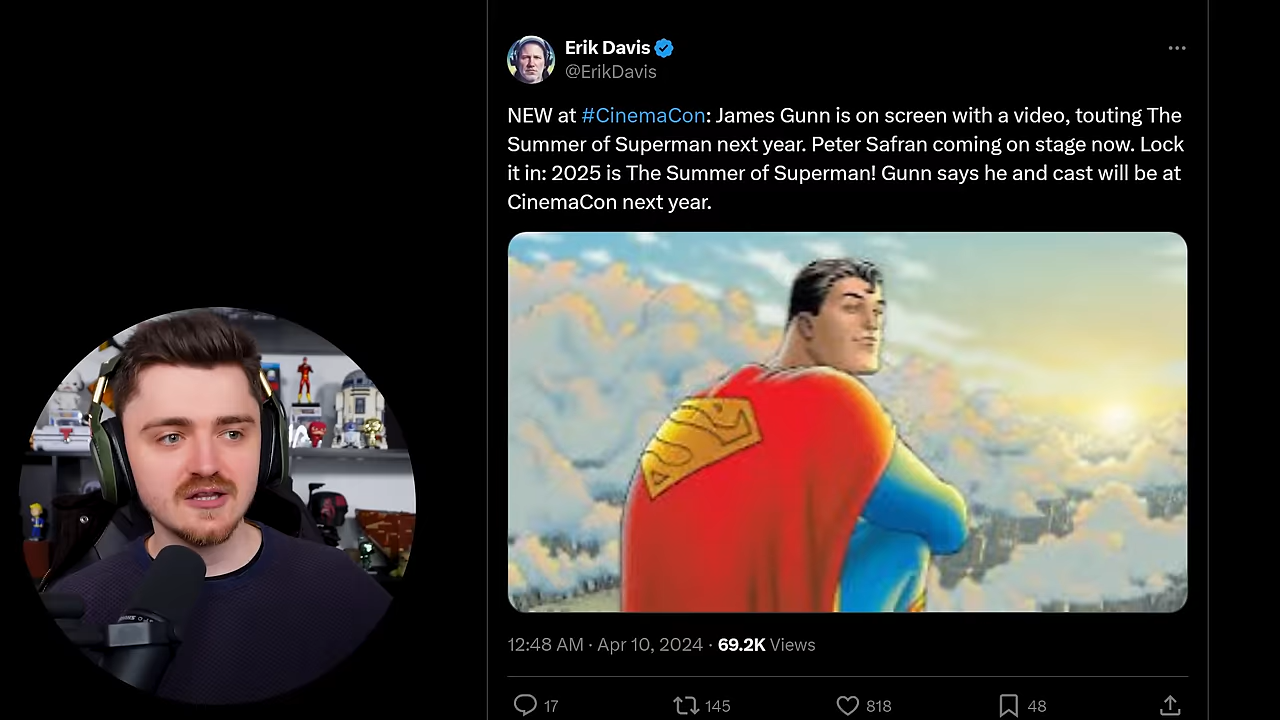 Erik Davis
@ErikDavis
NEW at #CinemaCon: James Gunn is on screen with a video, touting The
Summer of Superman next year. Peter Safran coming on stage now. Lock
it in: 2025 is The Summer of Superman! Gunn says he and cast will be at
CinemaCon next year.
12:48 AM · Apr 10, 2024 · 69.2K Views
17 145 818 48